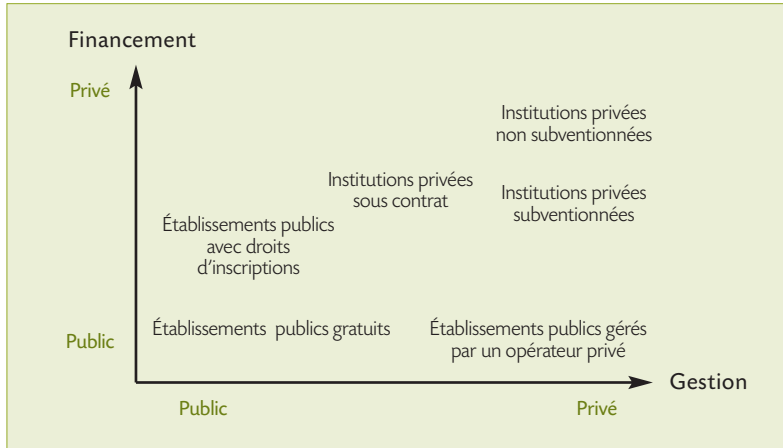 Financement
Privé
Institutions privées
non subventionnées
Institutions privées
sous contrat
Institutions privées
subventionnées
Établissements publics
avec droits
d'inscriptions
Public
Établissements publics gratuits
Établissements publics gérés
par un opérateur privé
Gestion
Public
Privé